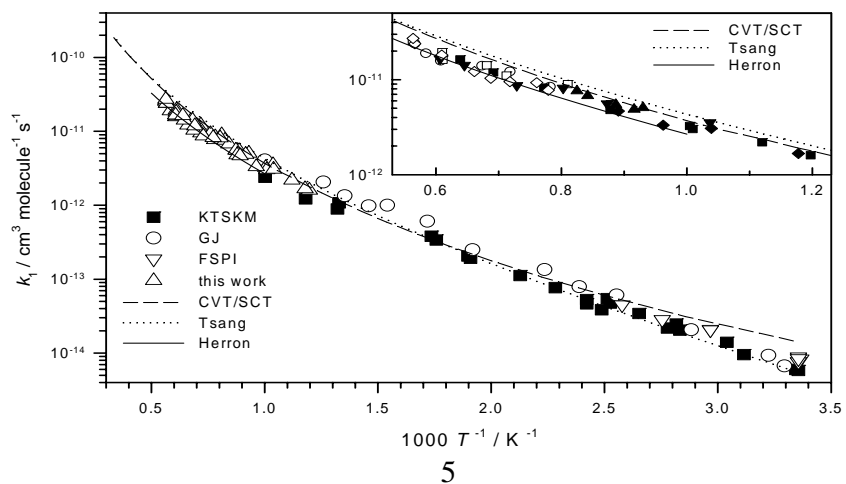 10⁻¹⁰
10⁻¹¹
10⁻¹²
10⁻¹³
10⁻¹⁴
k₁ / cm³ molecule⁻¹ s⁻¹
KTSKM
GJ
FSPI
this work
CVT/SCT
Tsang
Herron
0.5 1.0 1.5 2.0 2.5 3.0 3.5
1000 T⁻¹ / K⁻¹
CVT/SCT
Tsang
Herron
10⁻¹¹
10⁻¹²
0.6 0.8 1.0 1.2
5